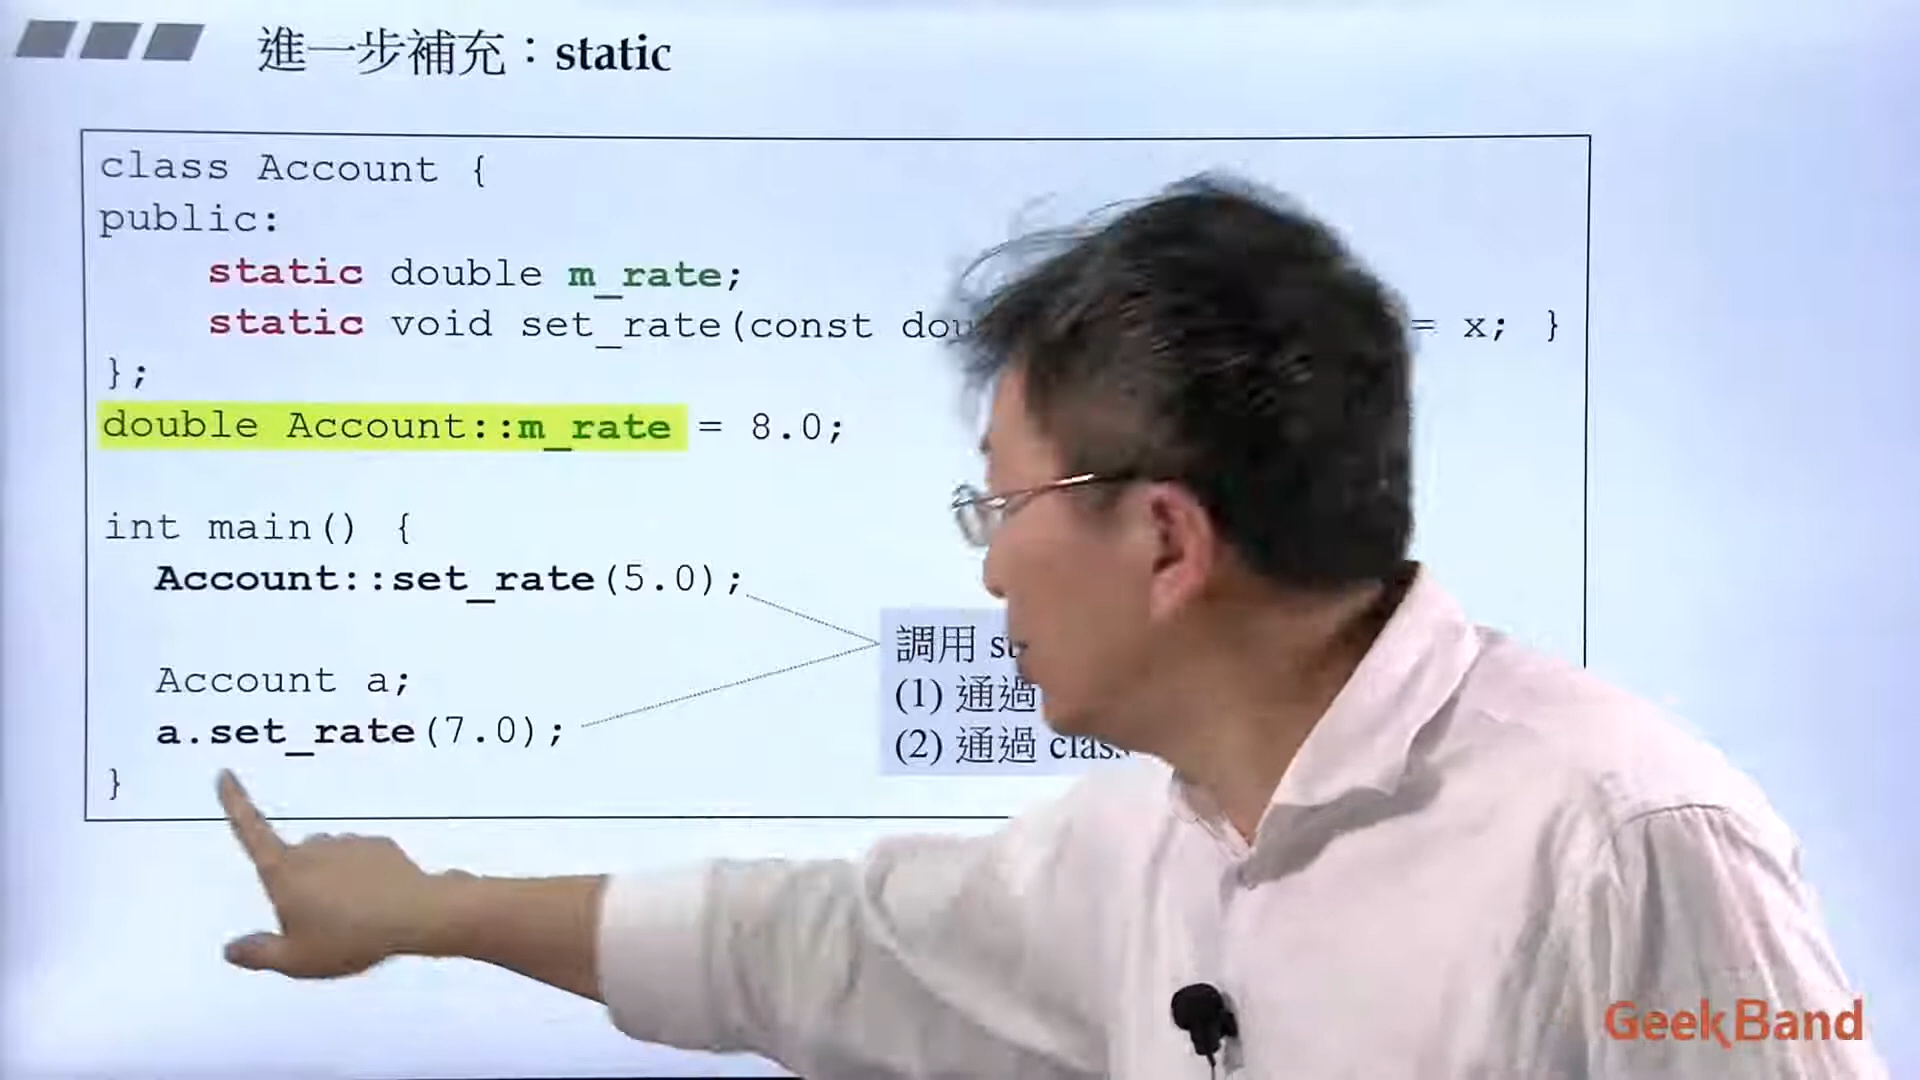 進一步補充：static
class Account {
public:
static double m_rate;
static void set_rate(const = x; }
};
double Account::m_rate = 8.0;
int main() {
Account::set_rate(5.0);
Account a;
a.set_rate(7.0);
}
調用
(1) 通過
(2) 通過 class
GeekBand